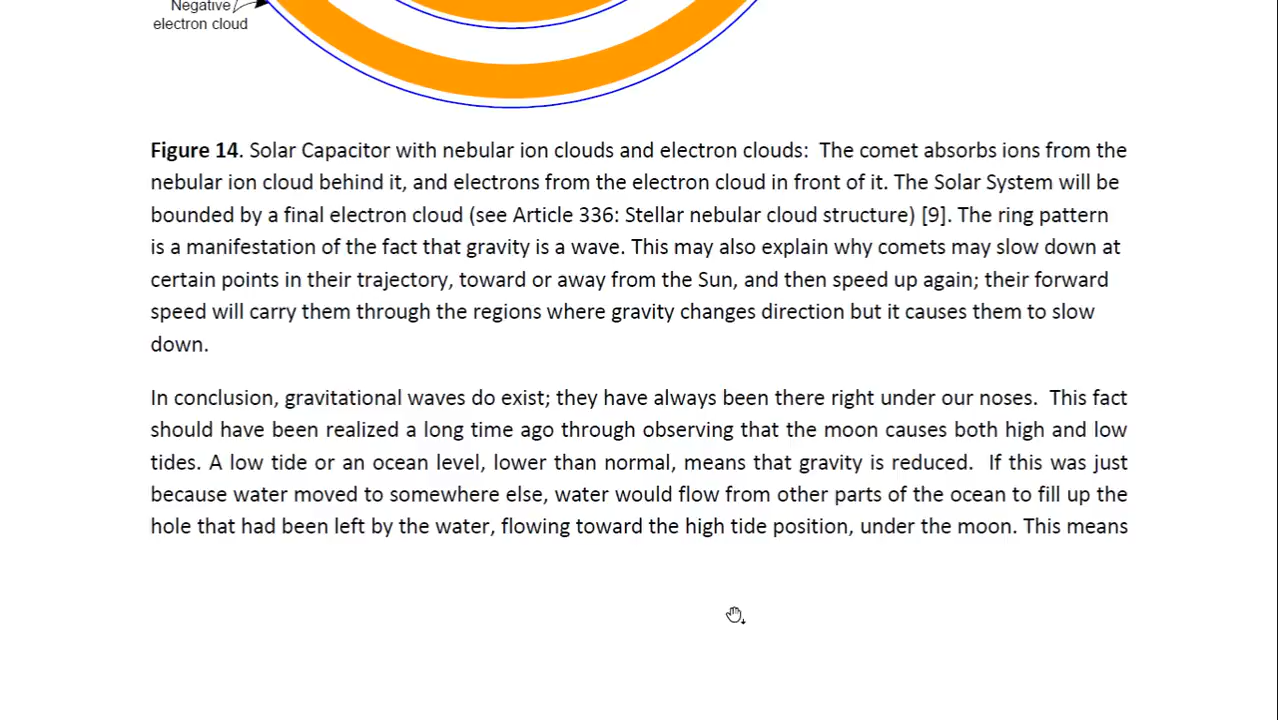 Negative
electron cloud
Figure 14. Solar Capacitor with nebular ion clouds and electron clouds:  The comet absorbs ions from the
nebular ion cloud behind it, and electrons from the electron cloud in front of it. The Solar System will be
bounded by a final electron cloud (see Article 336: Stellar nebular cloud structure) [9]. The ring pattern
is a manifestation of the fact that gravity is a wave. This may also explain why comets may slow down at
certain points in their trajectory, toward or away from the Sun, and then speed up again; their forward
speed will carry them through the regions where gravity changes direction but it causes them to slow
down.
In conclusion, gravitational waves do exist; they have always been there right under our noses.  This fact
should have been realized a long time ago through observing that the moon causes both high and low
tides. A low tide or an ocean level, lower than normal, means that gravity is reduced.  If this was just
because water moved to somewhere else, water would flow from other parts of the ocean to fill up the
hole that had been left by the water, flowing toward the high tide position, under the moon. This means